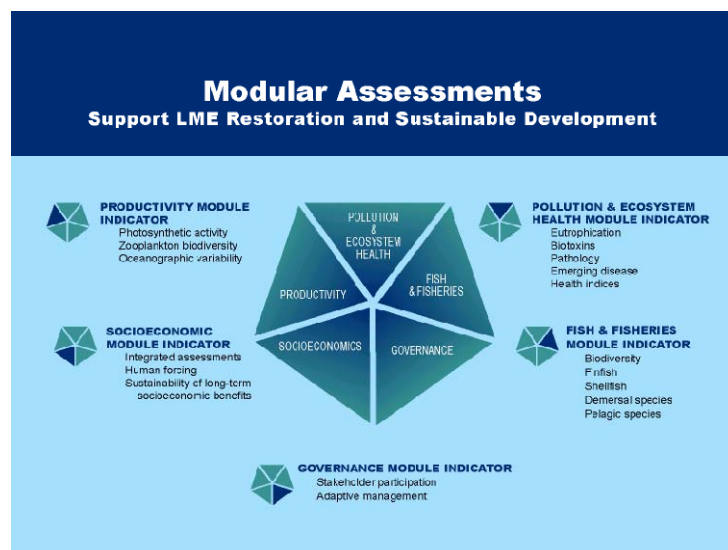 Modular Assessments
Support LME Restoration and Sustainable Development
PRODUCTIVITY MODULE
INDICATOR
Photosynthetic activity
Zooplankton biodiversity
Oceanographic variability
SOCIOECONOMIC
MODULE INDICATOR
Integrated assessments
Human forcing
Sustainability of long-term
socioeconomic benefits
POLLUTION
&
ECOSYSTEM
HEALTH
PRODUCTIVITY
FISH
& FISHERIES
SOCIOECONOMICS
GOVERNANCE
POLLUTION & ECOSYSTEM
HEALTH MODULE INDICATOR
Eutrophication
Biotoxins
Pathology
Emerging disease
Health indices
FISH & FISHERIES
MODULE INDICATOR
Biodiversity
Finfish
Shellfish
Demersal species
Pelagic species
GOVERNANCE MODULE INDICATOR
Stakeholder participation
Adaptive management